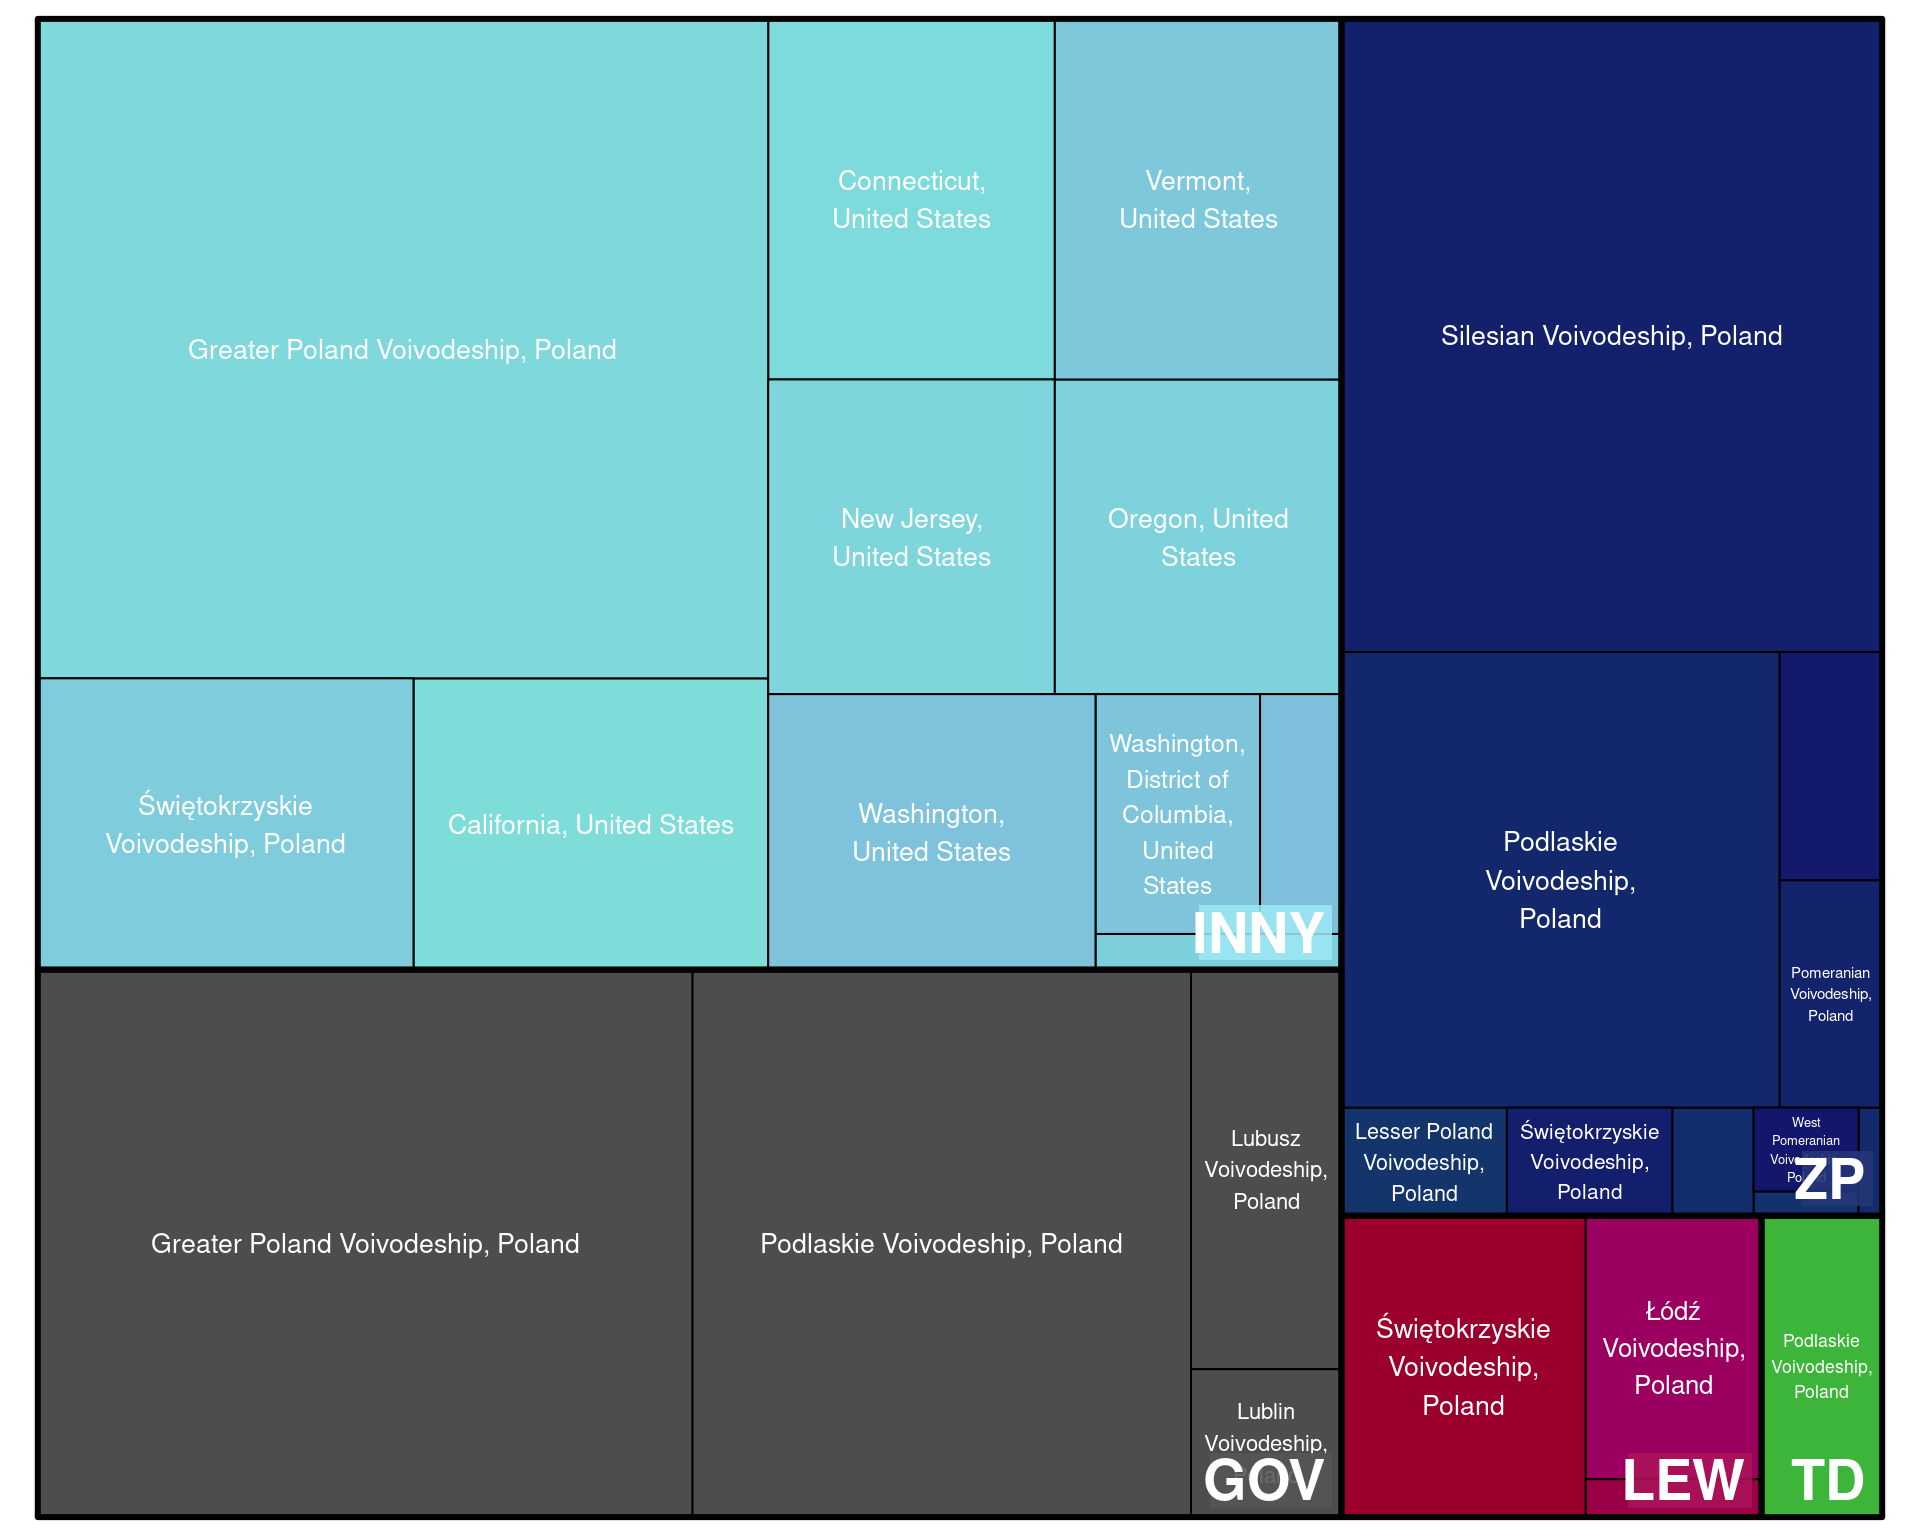 Greater Poland Voivodeship, Poland
Connecticut,
United States
Vermont,
United States
New Jersey,
United States
Oregon, United
States
Świętokrzyskie
Voivodeship, Poland
California, United States
Washington,
United States
Washington,
District of
Columbia,
United
States
INNY
Greater Poland Voivodeship, Poland
Podlaskie Voivodeship, Poland
Lubusz
Voivodeship,
Poland
Lublin
Voivodeship,
GOV
Silesian Voivodeship, Poland
Podlaskie
Voivodeship,
Poland
Pomeranian
Voivodeship,
Poland
Lesser Poland
Voivodeship,
Poland
Świętokrzyskie
Voivodeship,
Poland
West
Pomeranian
ZP
Świętokrzyskie
Voivodeship,
Poland
Łódź
Voivodeship,
Poland
LEW
Podlaskie
Voivodeship,
Poland
TD